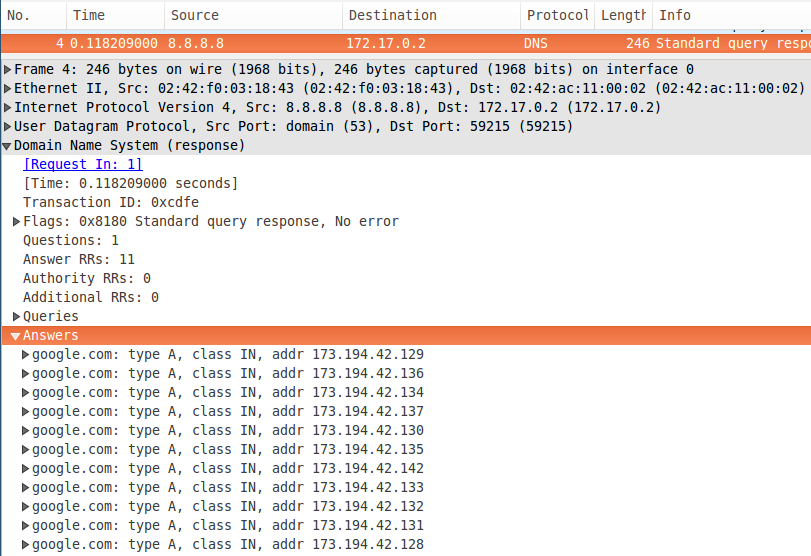 No. Time Source Destination Protocol Length Info
4 0.118209000 8.8.8.8 172.17.0.2 DNS 246 Standard query resp
Frame 4: 246 bytes on wire (1968 bits), 246 bytes captured (1968 bits) on interface 0
Ethernet II, Src: 02:42:f0:03:18:43 (02:42:f0:03:18:43), Dst: 02:42:ac:11:00:02 (02:42:ac:11:00:02)
Internet Protocol Version 4, Src: 8.8.8.8 (8.8.8.8), Dst: 172.17.0.2 (172.17.0.2)
User Datagram Protocol, Src Port: domain (53), Dst Port: 59215 (59215)
Domain Name System (response)
[Request In: 1]
[Time: 0.118209000 seconds]
Transaction ID: 0xcdfe
Flags: 0x8180 Standard query response, No error
Questions: 1
Answer RRs: 11
Authority RRs: 0
Additional RRs: 0
Queries
Answers
google.com: type A, class IN, addr 173.194.42.129
google.com: type A, class IN, addr 173.194.42.136
google.com: type A, class IN, addr 173.194.42.134
google.com: type A, class IN, addr 173.194.42.137
google.com: type A, class IN, addr 173.194.42.130
google.com: type A, class IN, addr 173.194.42.135
google.com: type A, class IN, addr 173.194.42.142
google.com: type A, class IN, addr 173.194.42.133
google.com: type A, class IN, addr 173.194.42.132
google.com: type A, class IN, addr 173.194.42.131
google.com: type A, class IN, addr 173.194.42.128